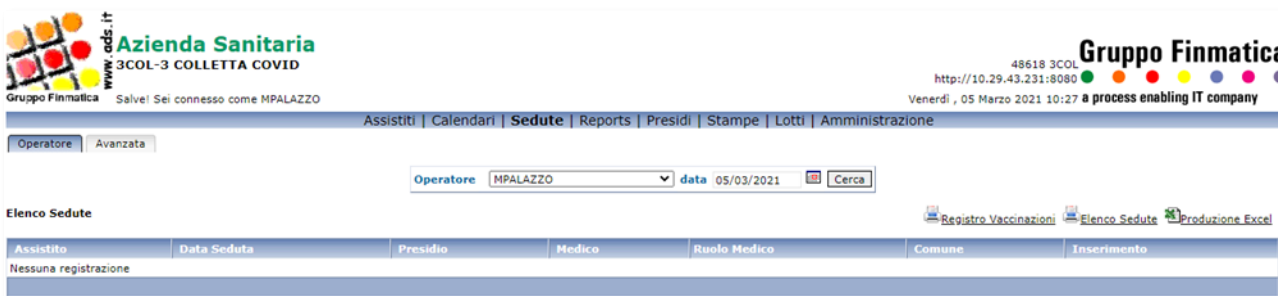 www.ads.it
Azienda Sanitaria
3COL-3 COLLETTA COVID
Gruppo Finmatica
Salve! Sei connesso come MPALAZZO
48618 3COL
http://10.29.43.231:8080
Venerdì , 05 Marzo 2021 10:27
Gruppo Finmatica
a process enabling IT company
Assistiti | Calendari | Sedute | Reports | Presidi | Stampe | Lotti | Amministrazione
Operatore Avanzata
Operatore MPALAZZO data 05/03/2021 Cerca
Elenco Sedute Registro Vaccinazioni Elenco Sedute Produzione Excel
Assistito Data Seduta Presidio Medico Ruolo Medico Comune Inserimento
Nessuna registrazione